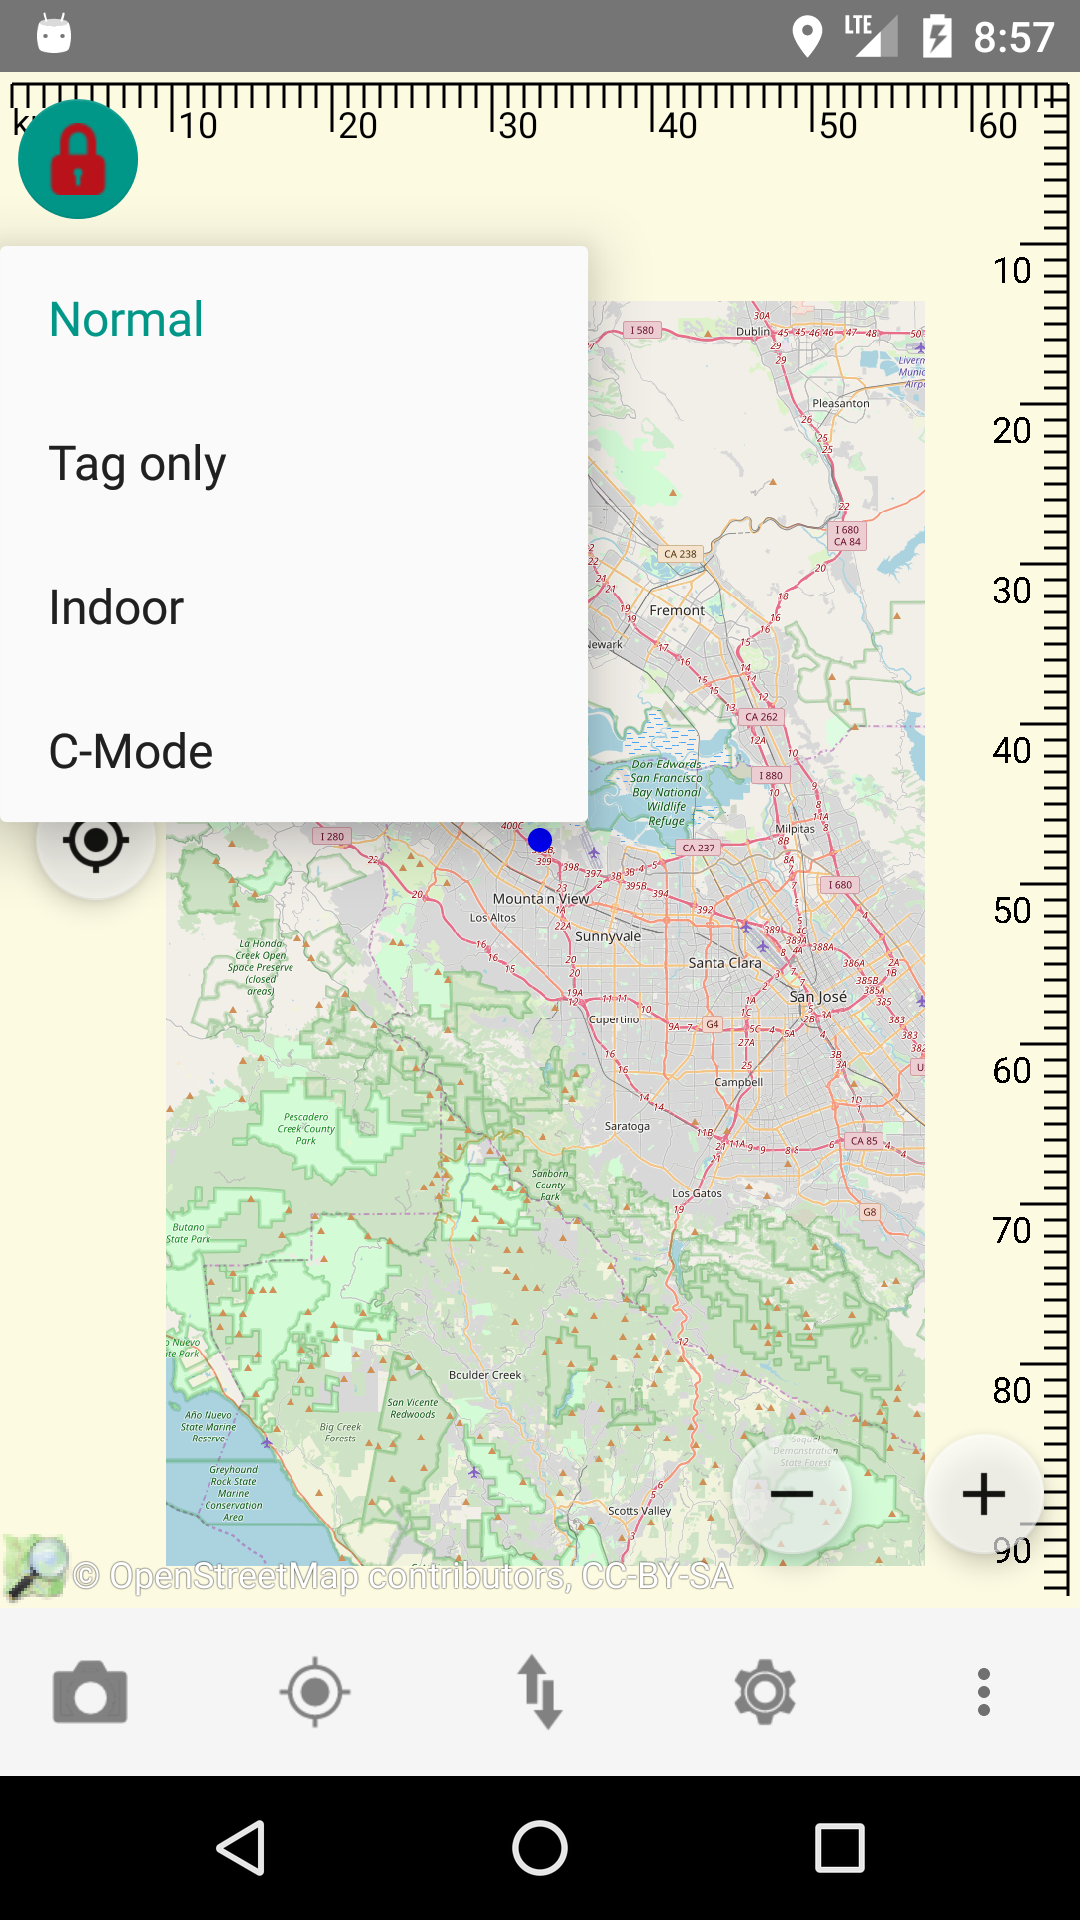 LTE 8:57
10 20 30 40 50 60
Normal
Tag only
Indoor
C-Mode
10
20
30
40
50
60
70
80
90
I 580
Dublin
Pleasanton
I 680
CA 84
CA 238
Fremont
CA 262
I 880
Don Edwards
San Francisco
Bay National
Wildlife
Refuge
Milpitas
CA 237
I 280
I 680
Mountain View
Los Altos
Sunnyvale
Santa Clara
San José
La Honda
Creek Open
Space Preserve
(closed
areas)
Cupertino
G4
Campbell
Pescadero
Creek County
Park
Saratoga
CA 85
Sanborn
County
Park
Los Gatos
G8
Butano
State Park
Boulder Creek
San Vicente
Redwoods
Año Nuevo
State Marine
Reserve
Big Creek
Forests
Greyhound
Rock State
Marine
Conservation
Area
Demonstration
State Forest
Scotts Valley
© OpenStreetMap contributors, CC-BY-SA